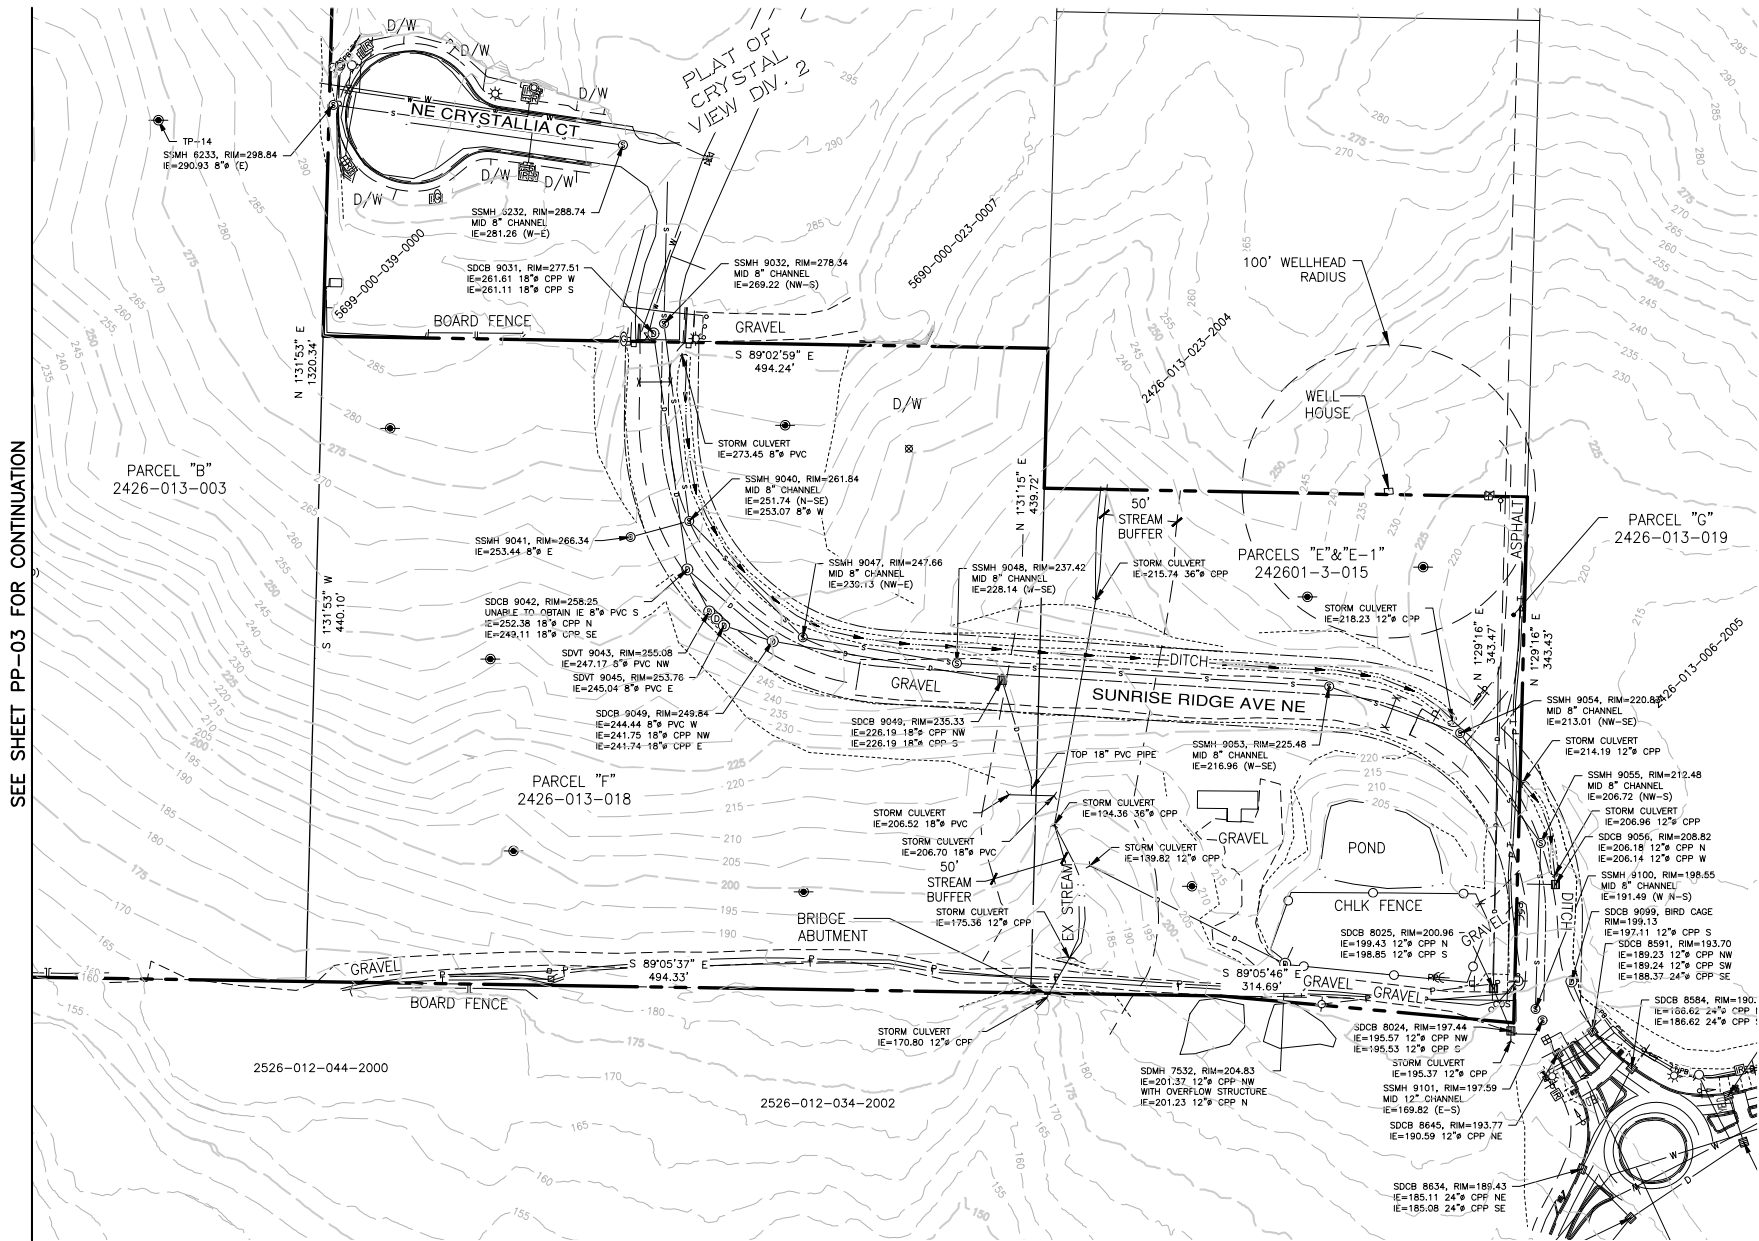 SEE SHEET PP-03 FOR CONTINUATION
D/W
D/W
D/W
NE CRYSTALLIA CT
D/W
D/W
D/W
PLAT OF
CRYSTAL
VIEW DIV. 2
TP-14
SSMH 6233, RIM=298.84
IE=290.93 8"ø (E)
SSMH 6232, RIM=288.74
MID 8" CHANNEL
IE=281.26 (W-E)
SDCB 9031, RIM=277.51
IE=261.61 18"ø CPP W
IE=261.11 18"ø CPP S
SSMH 9032, RIM=278.34
MID 8" CHANNEL
IE=269.22 (NW-S)
5699-000-039-0000
5690-000-023-0007
2426-013-023-2004
100' WELLHEAD
RADIUS
BOARD FENCE
GRAVEL
S 89°02'59" E
494.24'
N 1°31'53" E
1320.34'
D/W
WELL
HOUSE
STORM CULVERT
IE=273.45 8"ø PVC
PARCEL "B"
2426-013-003
SSMH 9040, RIM=261.84
MID 8" CHANNEL
IE=251.74 (N-SE)
IE=253.07 8"ø W
N 1°31'15" E
439.72'
50'
STREAM
BUFFER
ASPHALT
PARCEL "G"
2426-013-019
SSMH 9041, RIM=266.34
IE=253.44 8"ø E
PARCELS "E"&"E-1"
242601-3-015
SSMH 9047, RIM=247.66
MID 8" CHANNEL
IE=239.13 (NW-E)
SSMH 9048, RIM=237.42
MID 8" CHANNEL
IE=228.14 (W-SE)
STORM CULVERT
IE=215.74 36"ø CPP
S 1°31'53" W
440.10'
SDCB 9042, RIM=258.25
UNABLE TO OBTAIN IE 8"ø PVC S
IE=252.38 18"ø CPP N
IE=249.11 18"ø CPP SE
STORM CULVERT
IE=218.23 12"ø CPP
N 1°29'16" E
343.47'
N 1°29'16" E
343.43'
2426-013-006-2005
SDVT 9043, RIM=255.08
IE=247.17 8"ø PVC NW
SDVT 9045, RIM=253.76
IE=245.04 8"ø PVC E
DITCH
GRAVEL
SUNRISE RIDGE AVE NE
SDCB 9049, RIM=249.84
IE=244.44 8"ø PVC W
IE=241.75 18"ø CPP NW
IE=241.74 18"ø CPP E
SDCB 9049, RIM=235.33
IE=226.19 18"ø CPP NW
IE=226.19 18"ø CPP S
SSMH 9054, RIM=220.83
MID 8" CHANNEL
IE=213.01 (NW-SE)
SSMH 9053, RIM=225.48
MID 8" CHANNEL
IE=216.96 (W-SE)
STORM CULVERT
IE=214.19 12"ø CPP
TOP 18" PVC PIPE
PARCEL "F"
2426-013-018
SSMH 9055, RIM=212.48
MID 8" CHANNEL
IE=206.72 (NW-S)
STORM CULVERT
IE=206.52 18"ø PVC
STORM CULVERT
IE=194.36 36"ø CPP
STORM CULVERT
IE=206.96 12"ø CPP
STORM CULVERT
IE=206.70 18"ø PVC
STORM CULVERT
IE=189.82 12"ø CPP
GRAVEL
POND
SDCB 9056, RIM=208.82
IE=206.18 12"ø CPP N
IE=206.14 12"ø CPP W
50'
STREAM
BUFFER
EX STREAM
SSMH 9100, RIM=198.55
MID 8" CHANNEL
IE=191.49 (W N-S)
CHLK FENCE
GRAVEL
DITCH
STORM CULVERT
IE=175.36 12"ø CPP
BRIDGE
ABUTMENT
SDCB 8025, RIM=200.96
IE=199.43 12"ø CPP N
IE=198.85 12"ø CPP S
SDCB 9099, BIRD CAGE
RIM=199.13
IE=197.11 12"ø CPP S
SDCB 8591, RIM=193.70
IE=189.23 12"ø CPP NW
IE=189.24 12"ø CPP SW
IE=188.37 24"ø CPP SE
GRAVEL
S 89°05'37" E
494.33'
BOARD FENCE
S 89°05'46" E
314.69'
GRAVEL
GRAVEL
SDCB 8584, RIM=190.
IE=186.62 24"ø CPP
IE=186.62 24"ø CPP
STORM CULVERT
IE=170.80 12"ø CPP
SDCB 8024, RIM=197.44
IE=195.57 12"ø CPP NW
IE=195.53 12"ø CPP S
STORM CULVERT
IE=195.37 12"ø CPP
2526-012-044-2000
SDMH 7532, RIM=204.83
IE=201.37 12"ø CPP NW
WITH OVERFLOW STRUCTURE
IE=201.23 12"ø CPP N
SSMH 9101, RIM=197.59
MID 12" CHANNEL
IE=169.82 (E-S)
2526-012-034-2002
SDCB 8645, RIM=193.77
IE=190.59 12"ø CPP NE
SDCB 8634, RIM=189.43
IE=185.11 24"ø CPP NE
IE=185.08 24"ø CPP SE